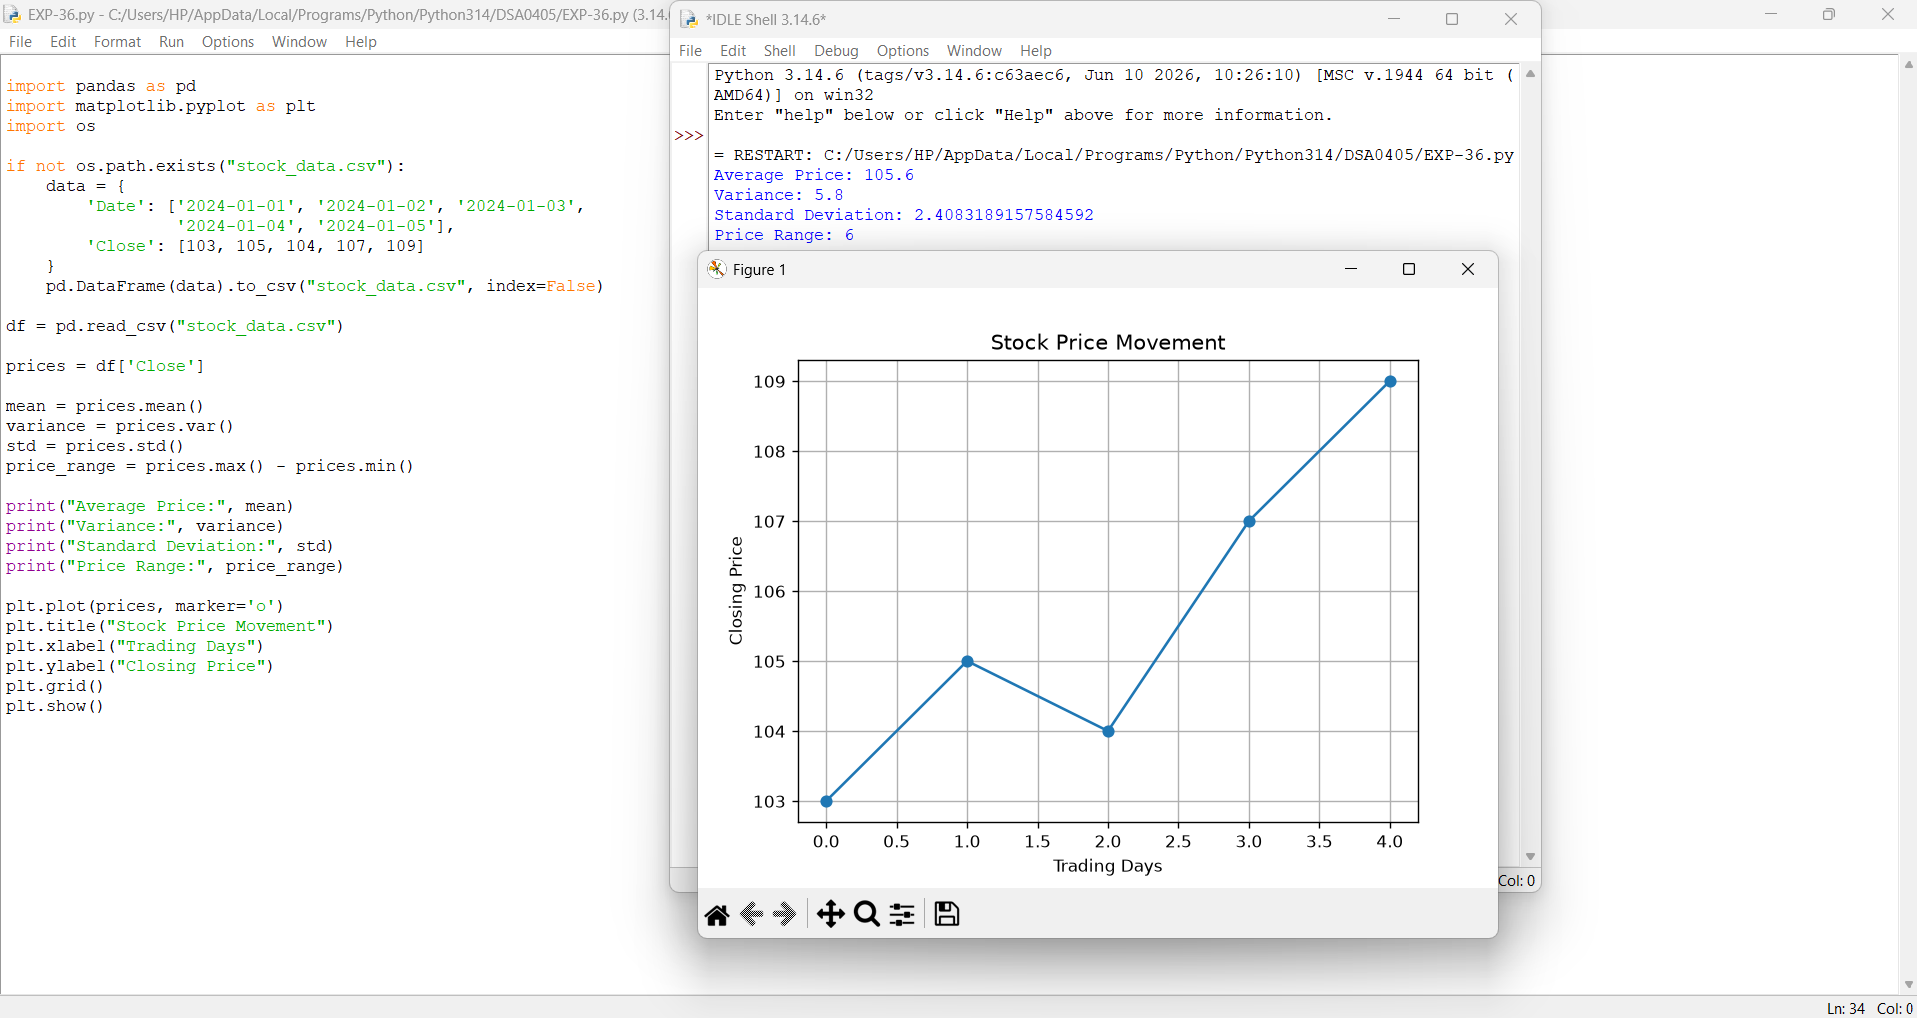 EXP-36.py - C:/Users/HP/AppData/Local/Programs/Python/Python314/DSA0405/EXP-36.py (3.14.
File Edit Format Run Options Window Help
import pandas as pd
import matplotlib.pyplot as plt
import os
if not os.path.exists("stock_data.csv"):
    data = {
        'Date': ['2024-01-01', '2024-01-02', '2024-01-03',
                 '2024-01-04', '2024-01-05'],
        'Close': [103, 105, 104, 107, 109]
    }
    pd.DataFrame(data).to_csv("stock_data.csv", index=False)
df = pd.read_csv("stock_data.csv")
prices = df['Close']
mean = prices.mean()
variance = prices.var()
std = prices.std()
price_range = prices.max() - prices.min()
print("Average Price:", mean)
print("Variance:", variance)
print("Standard Deviation:", std)
print("Price Range:", price_range)
plt.plot(prices, marker='o')
plt.title("Stock Price Movement")
plt.xlabel("Trading Days")
plt.ylabel("Closing Price")
plt.grid()
plt.show()
*IDLE Shell 3.14.6*
File Edit Shell Debug Options Window Help
Python 3.14.6 (tags/v3.14.6:c63aec6, Jun 10 2026, 10:26:10) [MSC v.1944 64 bit (
AMD64)] on win32
Enter "help" below or click "Help" above for more information.
>>>
= RESTART: C:/Users/HP/AppData/Local/Programs/Python/Python314/DSA0405/EXP-36.py
Average Price: 105.6
Variance: 5.8
Standard Deviation: 2.4083189157584592
Price Range: 6
Figure 1
Stock Price Movement
109
108
107
106
105
104
103
Closing Price
0.0 0.5 1.0 1.5 2.0 2.5 3.0 3.5 4.0
Trading Days
Col: 0
Ln: 34 Col: 0